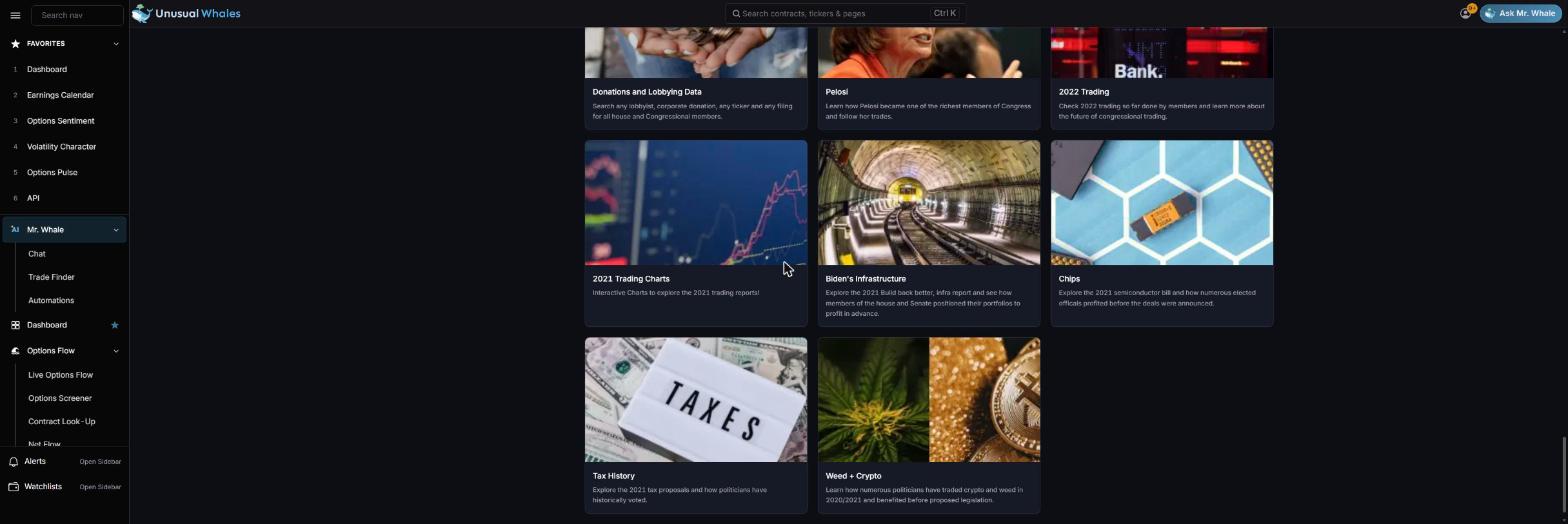 Search nav
Unusual Whales
Search contracts, tickers & pages
Ctrl K
9+
Ask Mr. Whale
FAVORITES
1 Dashboard
2 Earnings Calendar
3 Options Sentiment
4 Volatility Character
5 Options Pulse
6 API
AI Mr. Whale
Chat
Trade Finder
Automations
Dashboard
Options Flow
Live Options Flow
Options Screener
Contract Look-Up
Net Flow
Alerts Open Sidebar
Watchlists Open Sidebar
Bank.
Donations and Lobbying Data
Search any lobbyist, corporate donation, any ticker and any filing
for all house and Congressional members.
Pelosi
Learn how Pelosi became one of the richest members of Congress
and follow her trades.
2022 Trading
Check 2022 trading so far done by members and learn more about
the future of congressional trading.
2021 Trading Charts
Interactive Charts to explore the 2021 trading reports!
Biden's Infrastructure
Explore the 2021 Build back better, infra report and see how
members of the house and Senate positioned their portfolios to
profit in advance.
Chips
Explore the 2021 semiconductor bill and how numerous elected
officals profited before the deals were announced.
TAXES
Tax History
Explore the 2021 tax proposals and how politicians have
historically voted.
Weed + Crypto
Learn how numerous politicians have traded crypto and weed in
2020/2021 and benefited before proposed legislation.